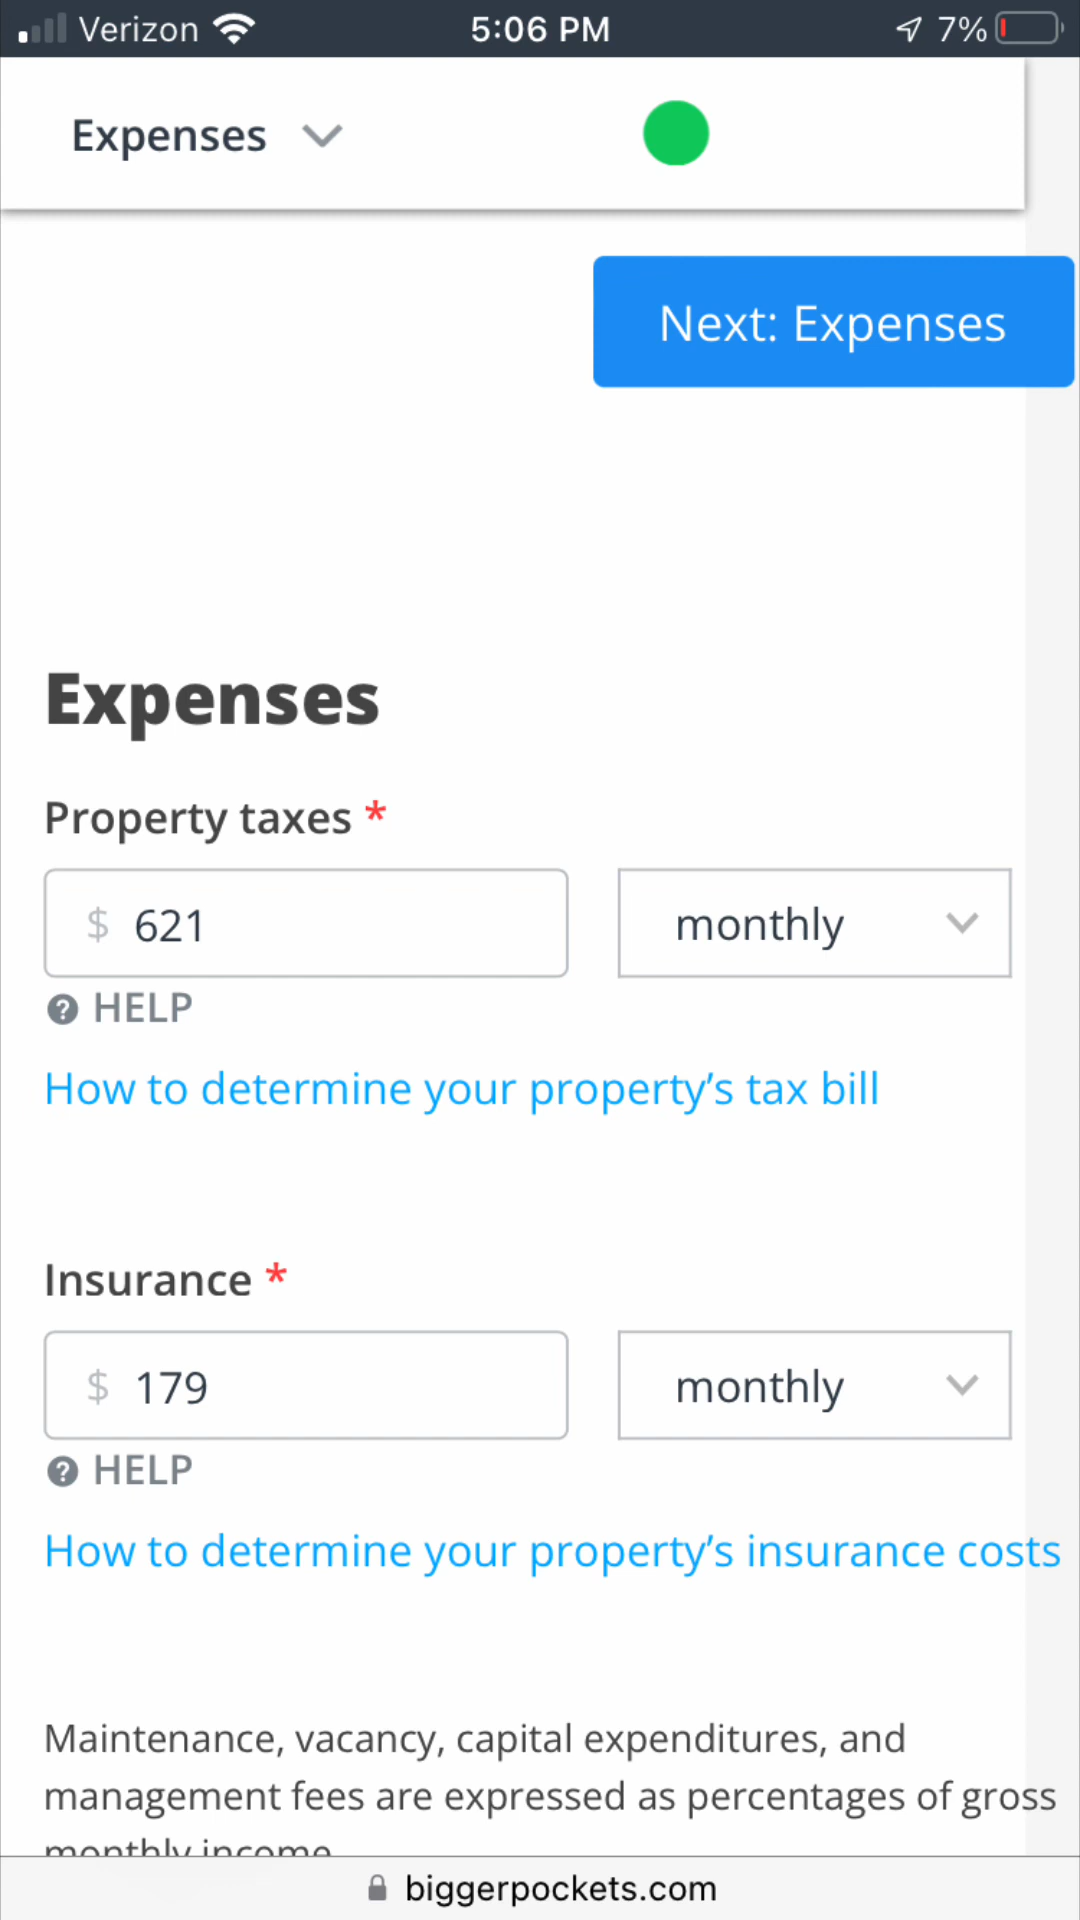 Verizon 5:06 PM 7%
Expenses
Next: Expenses
Expenses
Property taxes *
$ 621 monthly
? HELP
How to determine your property’s tax bill
Insurance *
$ 179 monthly
? HELP
How to determine your property’s insurance costs
Maintenance, vacancy, capital expenditures, and
management fees are expressed as percentages of gross
monthly income
biggerpockets.com